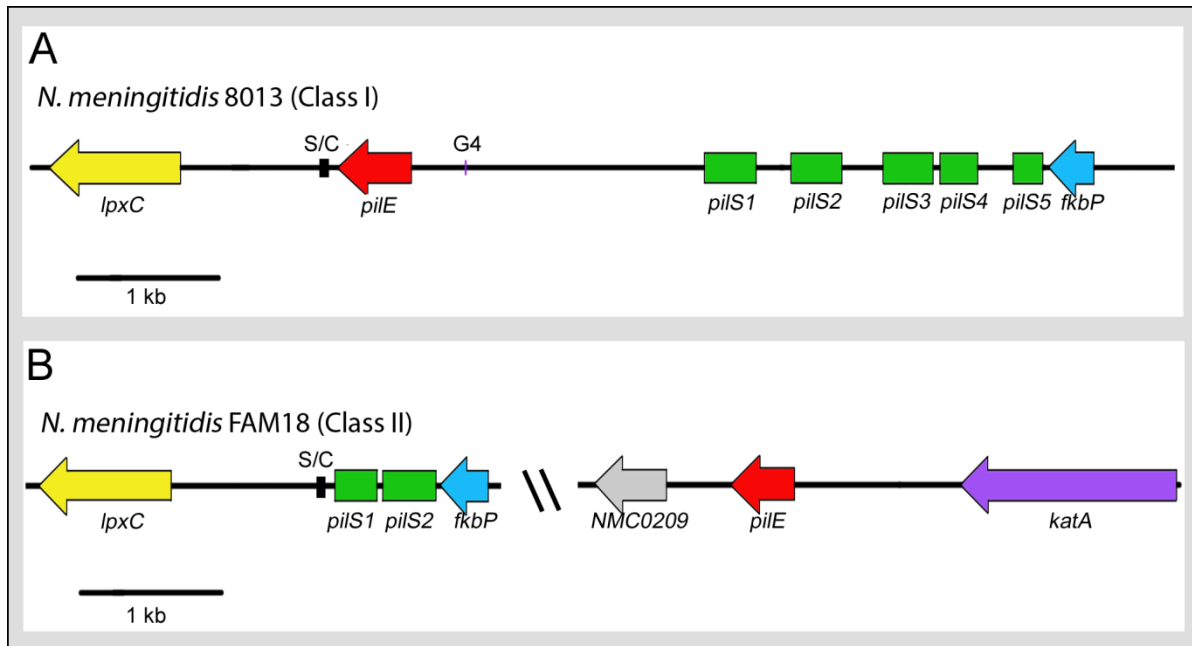 A
N. meningitidis 8013 (Class I)
S/C G4
lpxC pilE pilS1 pilS2 pilS3 pilS4 pilS5 fkbP
1 kb
B
N. meningitidis FAM18 (Class II)
S/C
lpxC pilS1 pilS2 fkbP NMC0209 pilE katA
1 kb